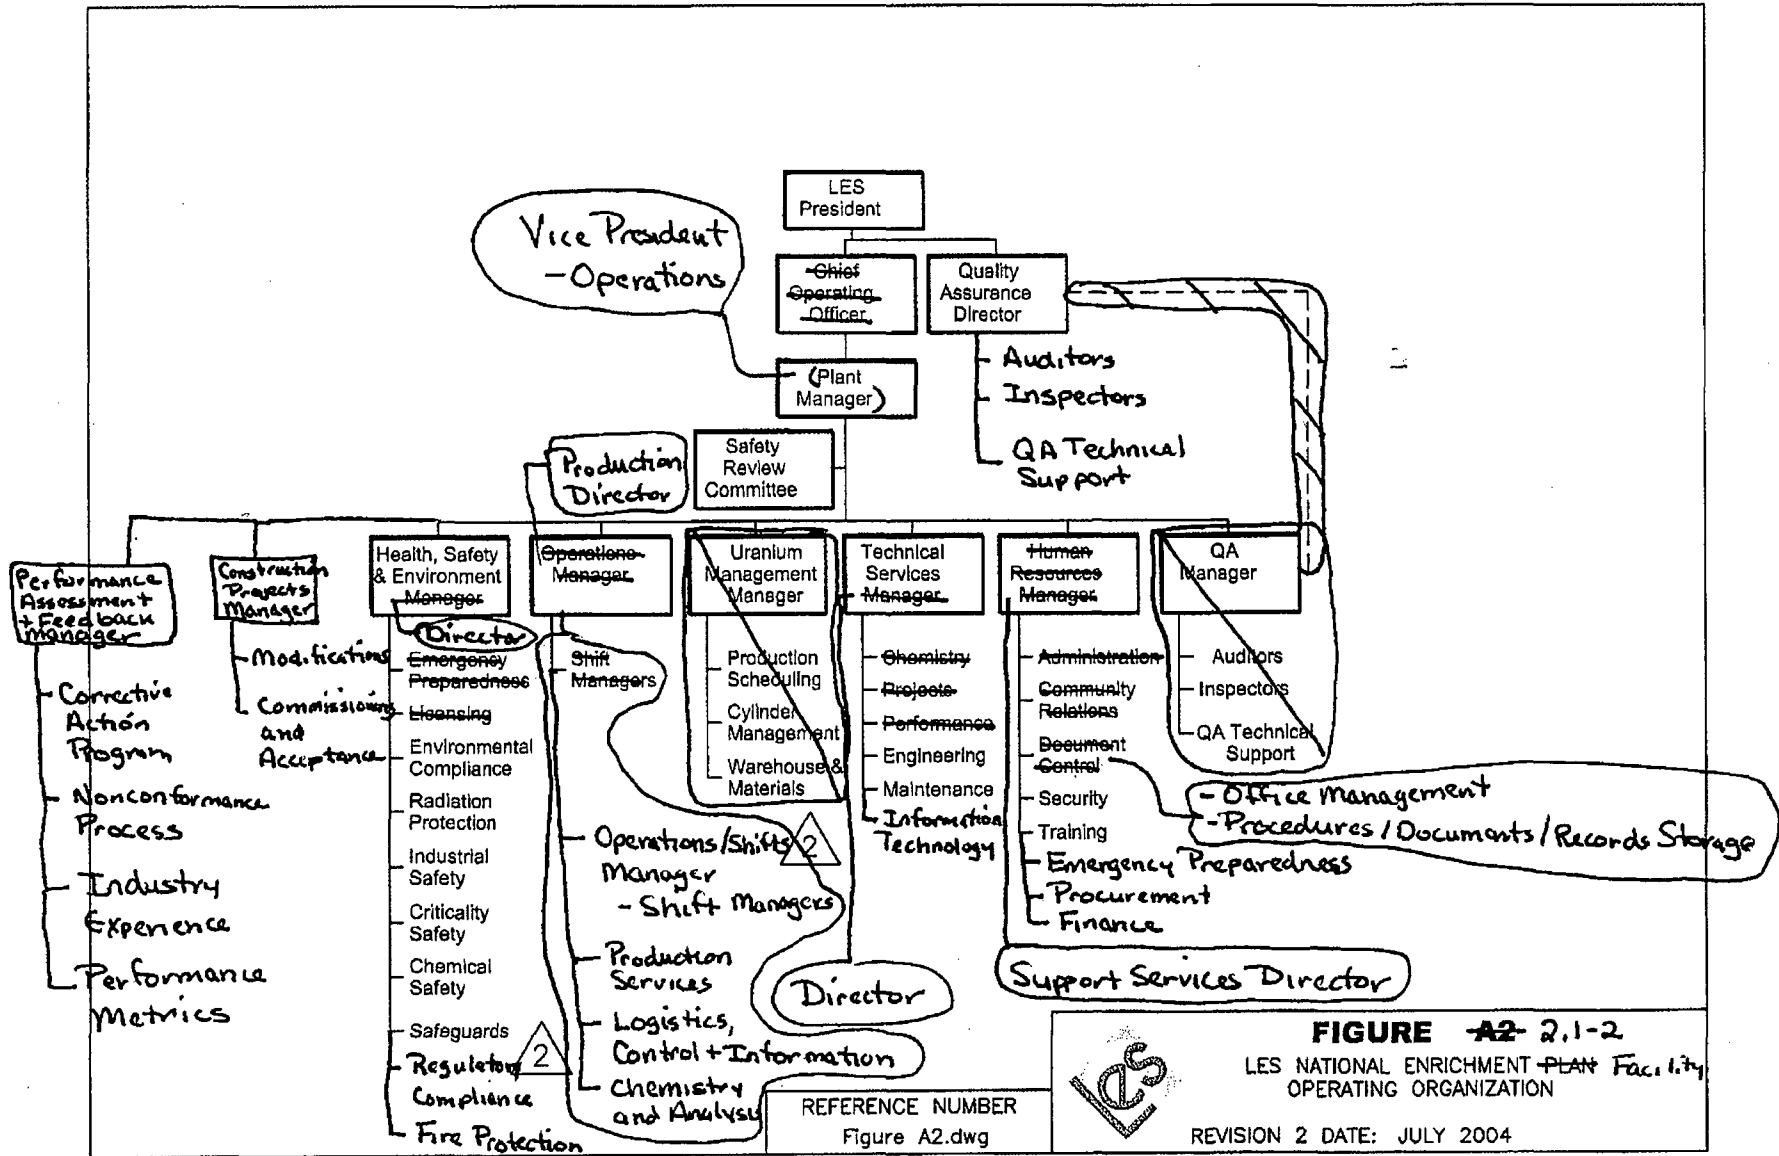 LES
President
Vice President
- Operations
Chief
Operating
Officer
Quality
Assurance
Director
(Plant
Manager)
- Auditors
- Inspectors
- QA Technical
Support
Production
Director
Safety
Review
Committee
Performance
Assessment
+ Feedback
Manager
- Corrective
Action
Program
- Nonconformance
Process
- Industry
Experience
- Performance
Metrics
Construction
Projects
Manager
- Modifications
- Commissioning
and
Acceptance
Health, Safety
& Environment
Manager
Director
Emergency
Preparedness
Licensing
Environmental
Compliance
Radiation
Protection
Industrial
Safety
Criticality
Safety
Chemical
Safety
Safeguards
Regulatory
Compliance
Fire Protection
2
Operations
Manager
Shift
Managers
Operations/Shifts
Manager
- Shift Managers
2
Production
Services
Logistics,
Control + Information
Chemistry
and Analysis
Uranium
Management
Manager
Production
Scheduling
Cylinder
Management
Warehouse &
Materials
Technical
Services
Manager
Chemistry
Projects
Performance
Engineering
Maintenance
Information
Technology
Director
Human
Resources
Manager
Administration
Community
Relations
Document
Control
Security
Training
Emergency Preparedness
Procurement
Finance
Support Services Director
QA
Manager
Auditors
Inspectors
QA Technical
Support
- Office Management
- Procedures/Documents/Records Storage
REFERENCE NUMBER
Figure A2.dwg
LES
FIGURE A2 2.1-2
LES NATIONAL ENRICHMENT PLAN Facility
OPERATING ORGANIZATION
REVISION 2 DATE: JULY 2004